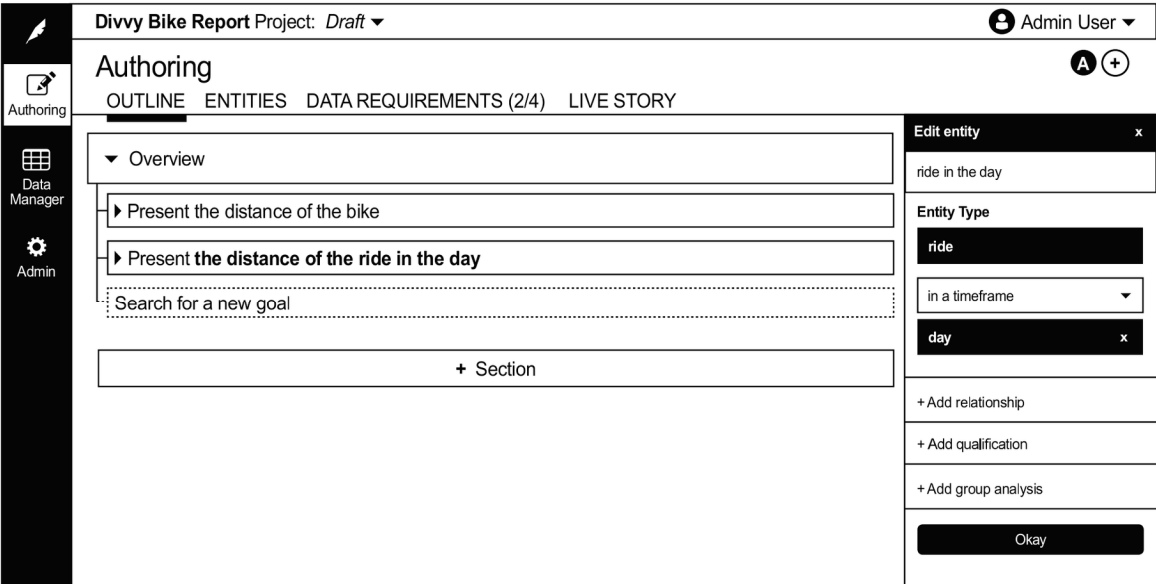 Divvy Bike Report Project: Draft
Admin User
Authoring
A +
OUTLINE ENTITIES DATA REQUIREMENTS (2/4) LIVE STORY
Authoring
Data
Manager
Admin
Overview
Present the distance of the bike
Present the distance of the ride in the day
Search for a new goal
+ Section
Edit entity x
ride in the day
Entity Type
ride
in a timeframe
day x
+ Add relationship
+ Add qualification
+ Add group analysis
Okay